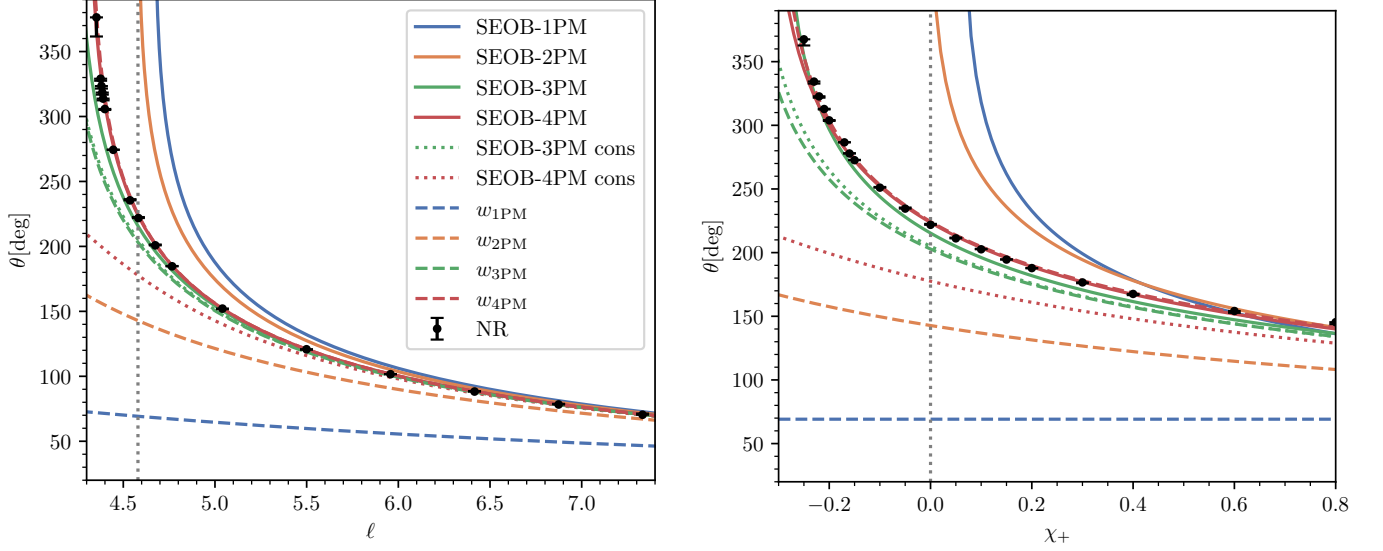 θ[deg]
350
300
250
200
150
100
50
4.5
5.0
5.5
6.0
6.5
7.0
ℓ
SEOB-1PM
SEOB-2PM
SEOB-3PM
SEOB-4PM
SEOB-3PM cons
SEOB-4PM cons
w1PM
w2PM
w3PM
w4PM
NR
θ[deg]
350
300
250
200
150
100
50
−0.2
0.0
0.2
0.4
0.6
0.8
χ+